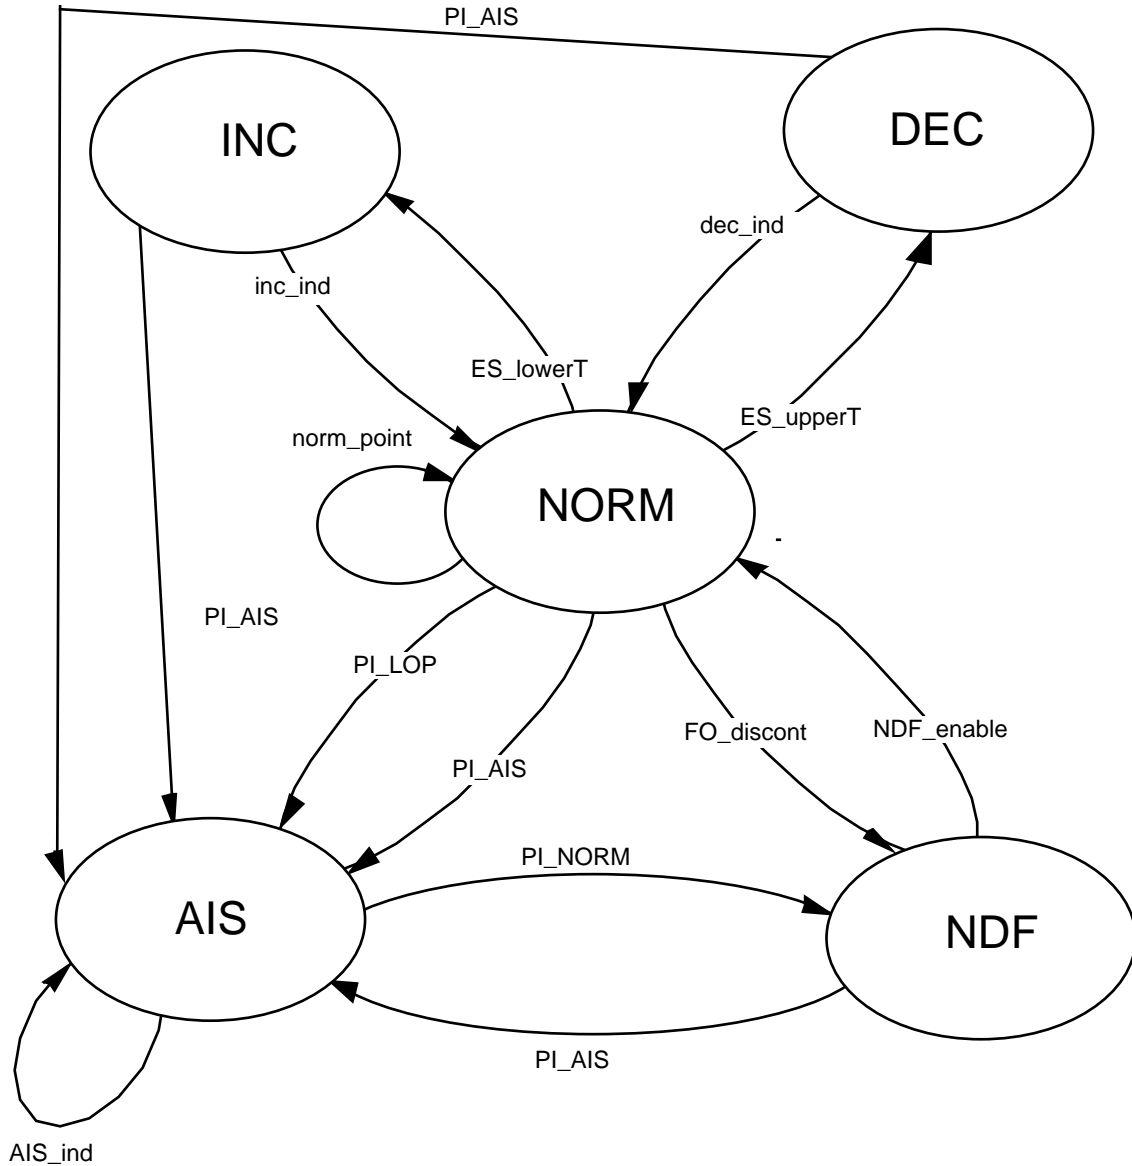 PI_AIS
INC
DEC
dec_ind
inc_ind
ES_lowerT
ES_upperT
norm_point
NORM
-
PI_AIS
PI_LOP
FO_discont
NDF_enable
PI_AIS
PI_NORM
AIS
NDF
PI_AIS
AIS_ind